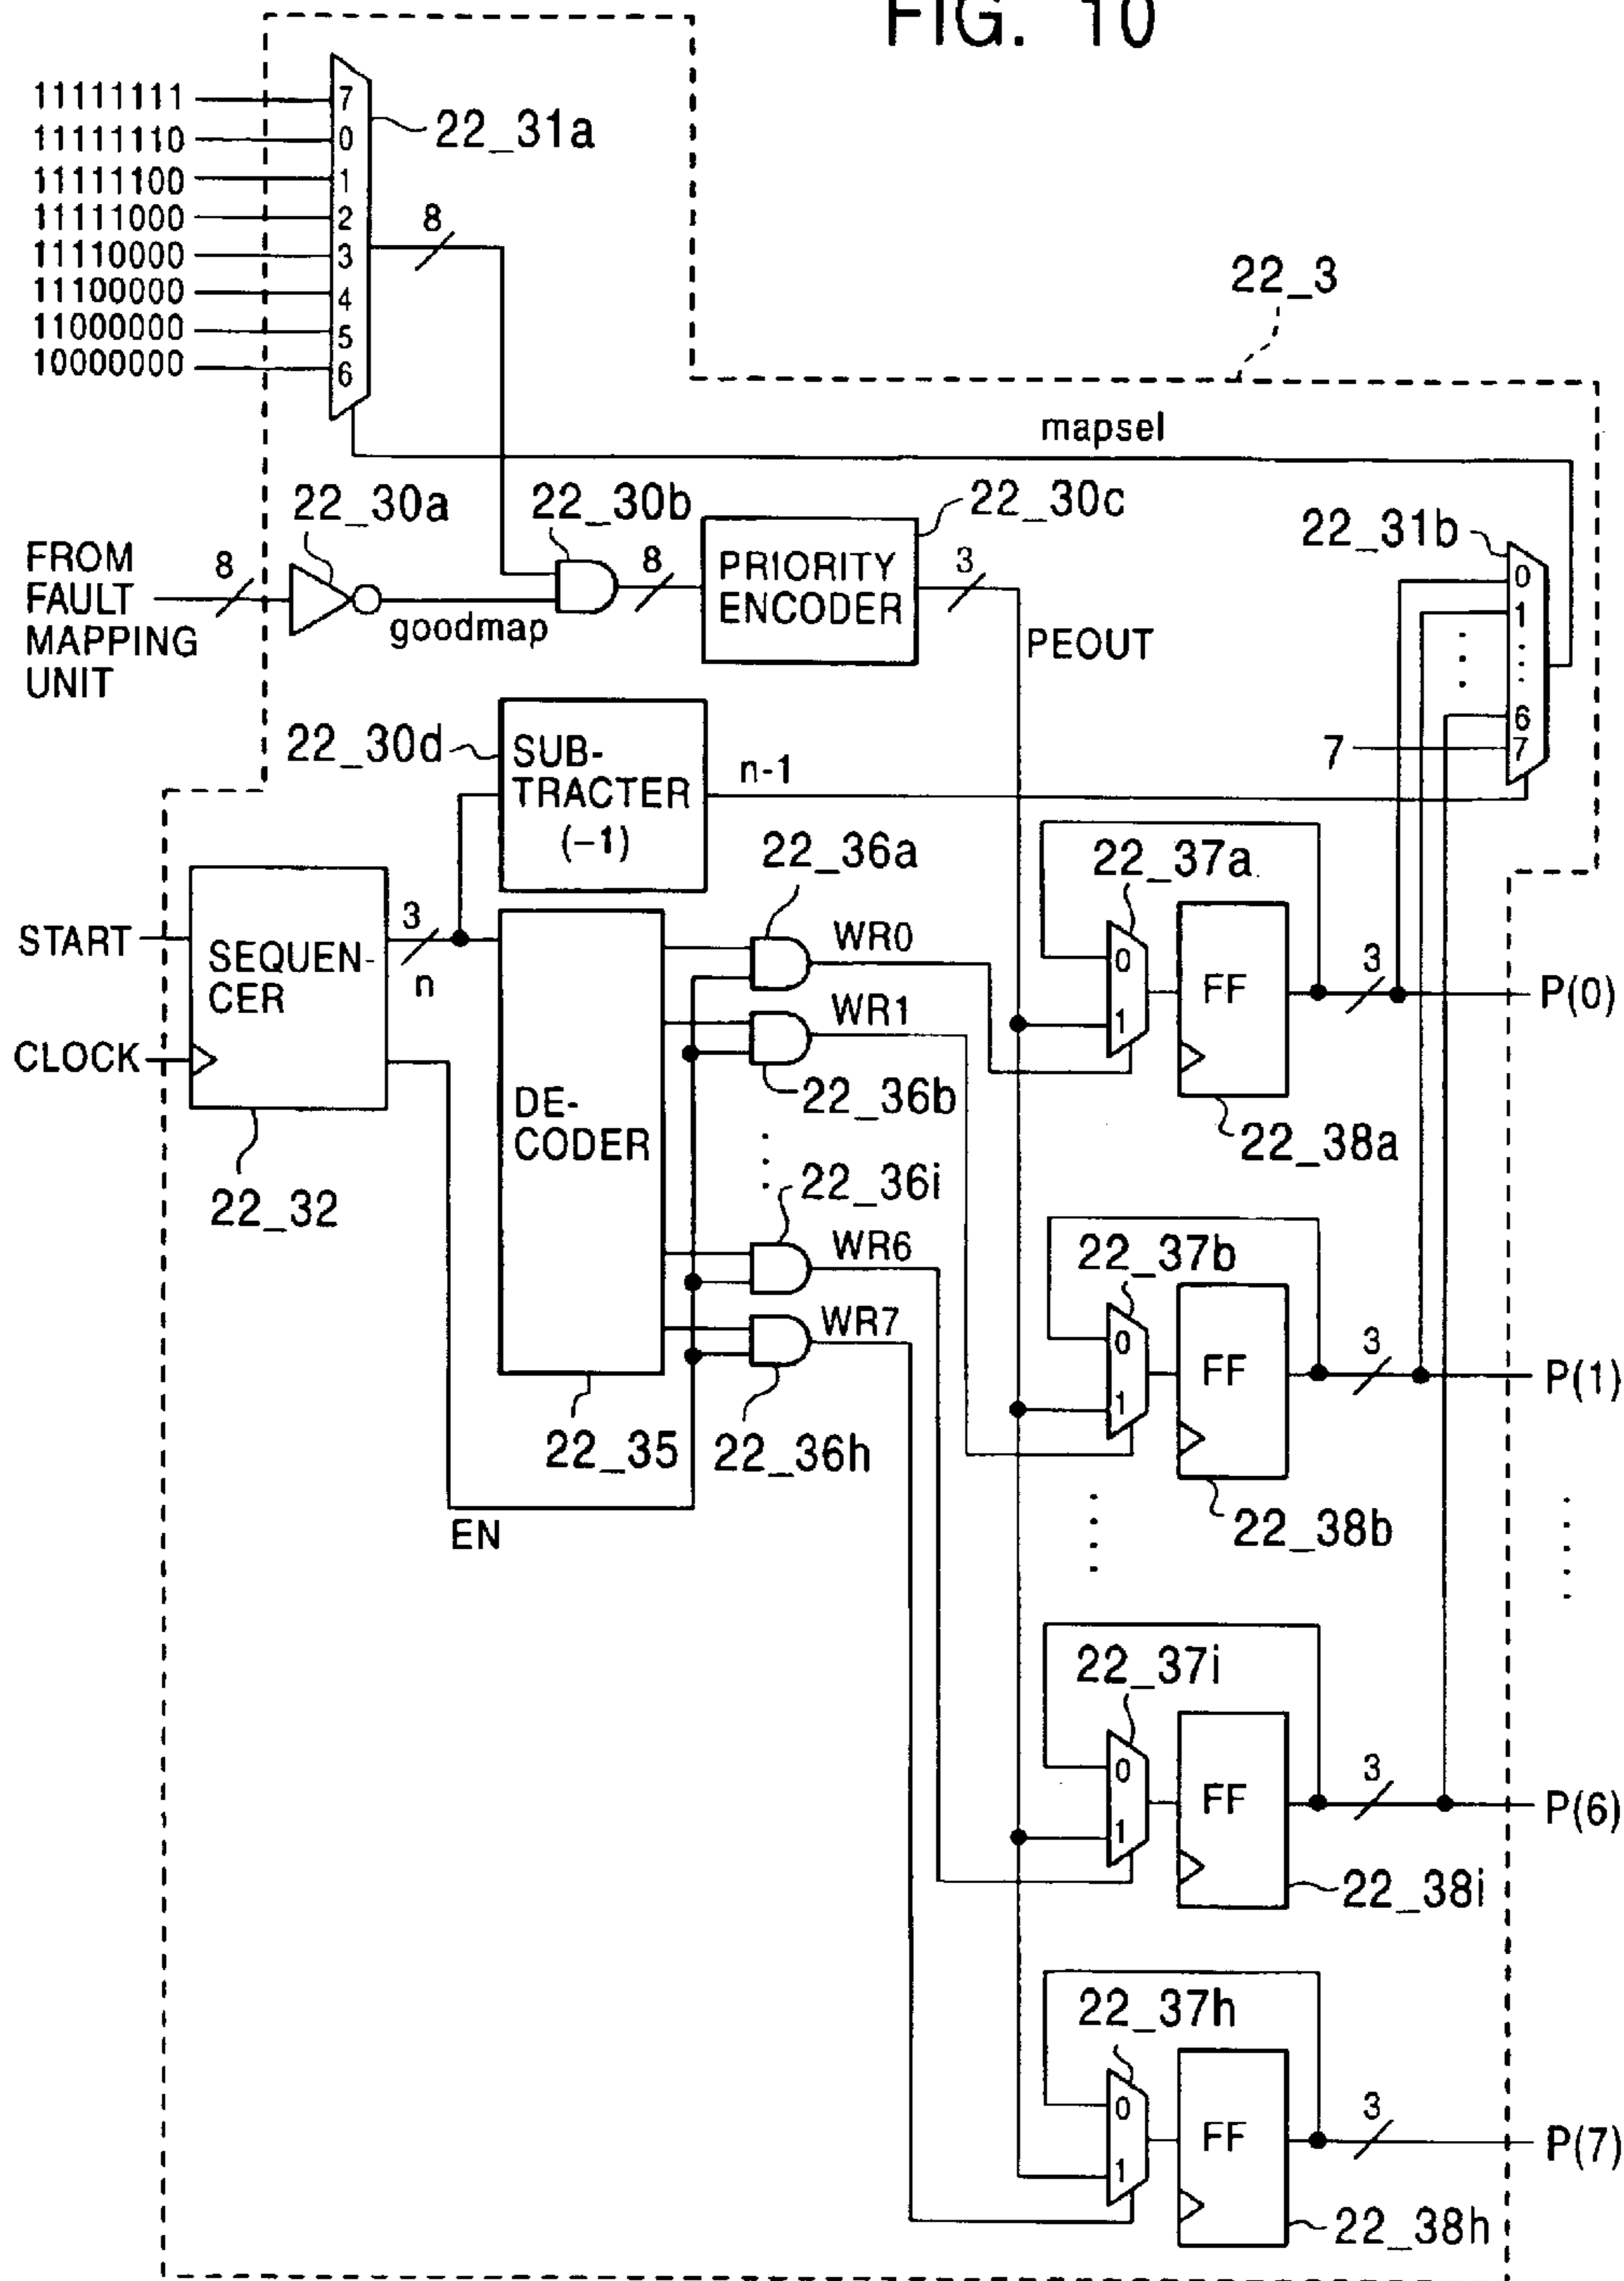 FIG. 10
11111111
11111110
11111100
11111000
11110000
11100000
11000000
10000000
7
0
1
2
3
4
5
6
22_31a
8
22_3
mapsel
22_30a
22_30b
22_30c
22_31b
FROM
FAULT
MAPPING
UNIT
8
goodmap
8
PRIORITY
ENCODER
3
PEOUT
0
1
6
7
7
22_30d
SUB-
TRACTER
(-1)
n-1
START
CLOCK
SEQUEN-
CER
3
n
22_32
DE-
CODER
22_35
EN
22_36a
WR0
WR1
22_36b
22_36i
WR6
WR7
22_36h
22_37a
0
1
FF
3
P(0)
22_38a
22_37b
0
1
FF
3
P(1)
22_38b
22_37i
0
1
FF
3
P(6)
22_38i
22_37h
0
1
FF
3
P(7)
22_38h